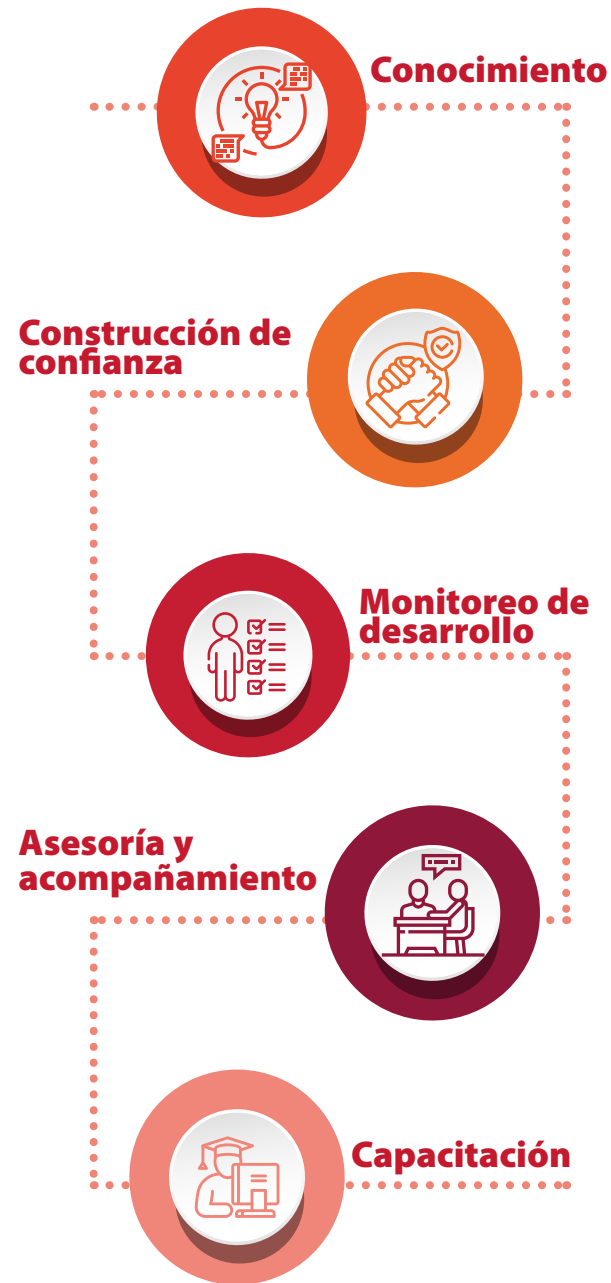 Conocimiento
Construcción de
confianza
Monitoreo de
desarrollo
Asesoría y
acompañamiento
Capacitación